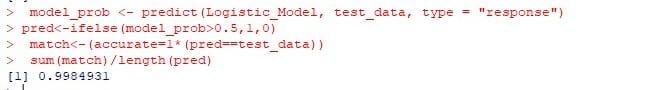 > model_prob <- predict(Logistic_Model, test_data, type = "response")
> pred<-ifelse(model_prob>0.5,1,0)
> match<-(accurate=1*(pred==test_data))
> sum(match)/length(pred)
[1] 0.9984931